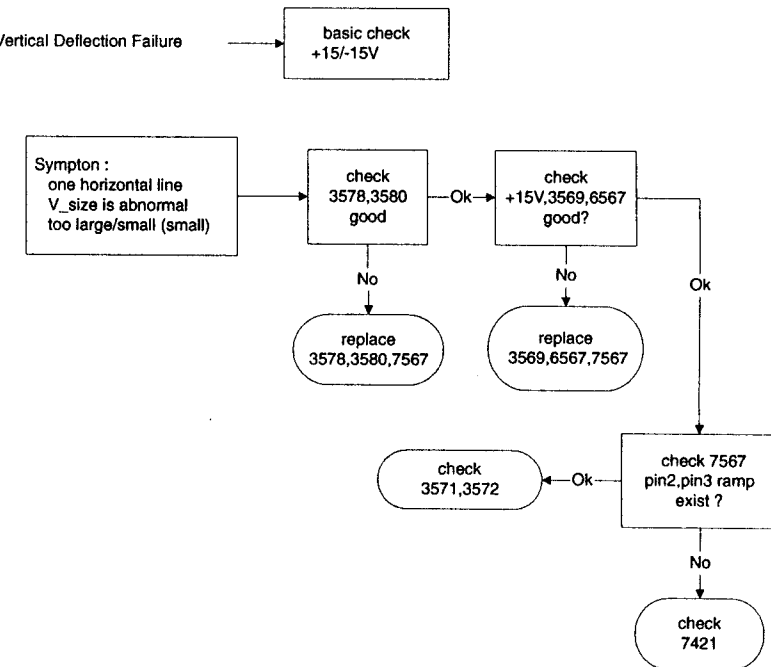 Vertical Deflection Failure
basic check
+15/-15V
Sympton :
one horizontal line
V_size is abnormal
too large/small (small)
check
3578,3580
good
Ok
check
+15V,3569,6567
good?
No
No
Ok
replace
3578,3580,7567
replace
3569,6567,7567
check
3571,3572
Ok
check 7567
pin2,pin3 ramp
exist ?
No
check
7421